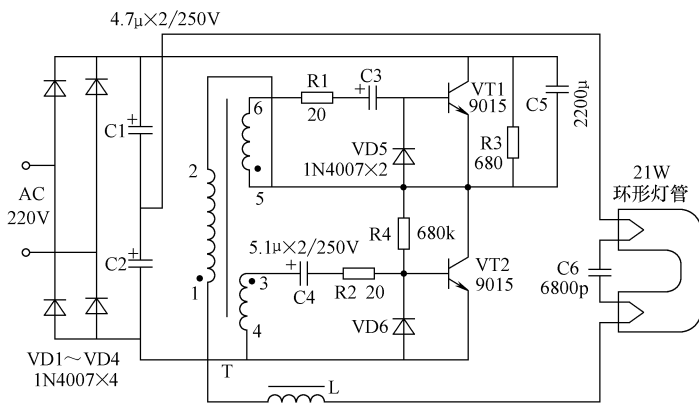 4.7μ×2/250V
R1
20
C3
+
VT1
9015
C5
2200μ
R3
680
6
5
VD5
1N4007×2
C1
+
AC
220V
2
1
C2
+
R4
680k
5.1μ×2/250V
+
C4
R2
20
3
4
VT2
9015
VD6
21W
环形灯管
C6
6800p
VD1～VD4
1N4007×4
T
L